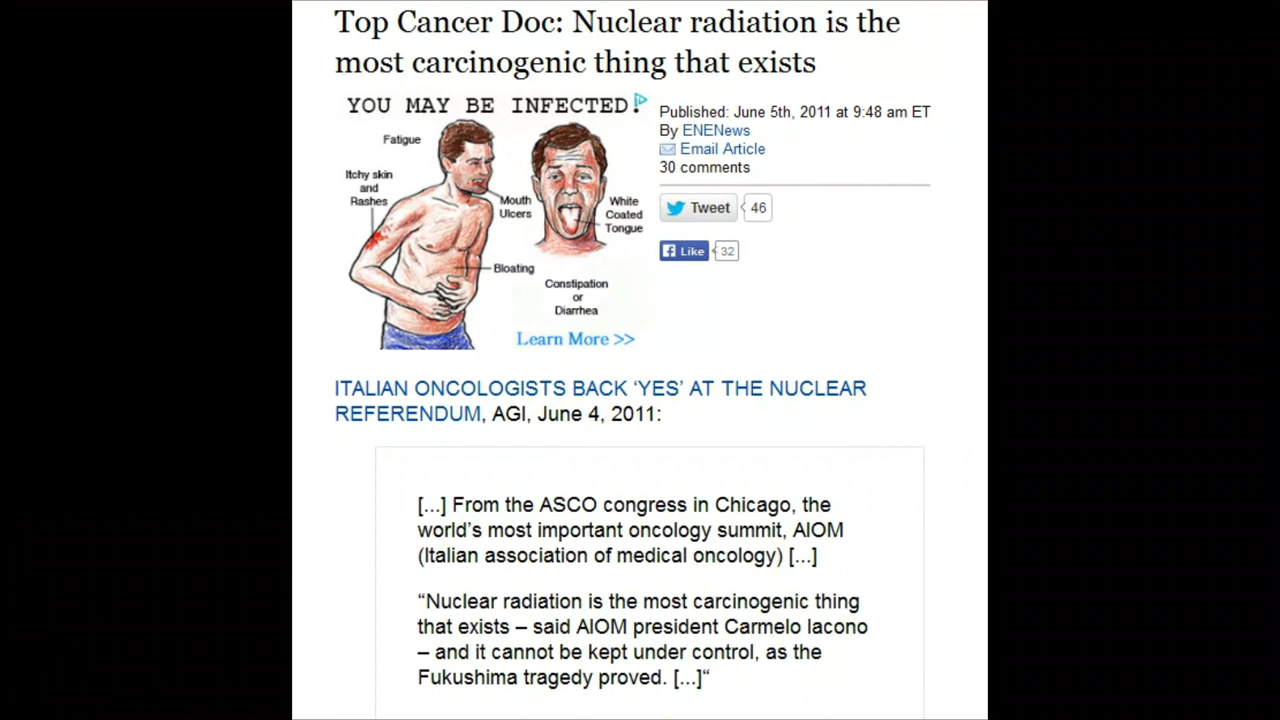 Top Cancer Doc: Nuclear radiation is the
most carcinogenic thing that exists
YOU MAY BE INFECTED!
Fatigue
Itchy skin
and
Rashes
Mouth
Ulcers
White
Coated
Tongue
Bloating
Constipation
or
Diarrhea
Learn More >>
Published: June 5th, 2011 at 9:48 am ET
By ENENews
Email Article
30 comments
Tweet 46
Like 32
ITALIAN ONCOLOGISTS BACK ‘YES’ AT THE NUCLEAR
REFERENDUM, AGI, June 4, 2011:
[...] From the ASCO congress in Chicago, the
world’s most important oncology summit, AIOM
(Italian association of medical oncology) [...]
“Nuclear radiation is the most carcinogenic thing
that exists – said AIOM president Carmelo Iacono
– and it cannot be kept under control, as the
Fukushima tragedy proved. [...]“